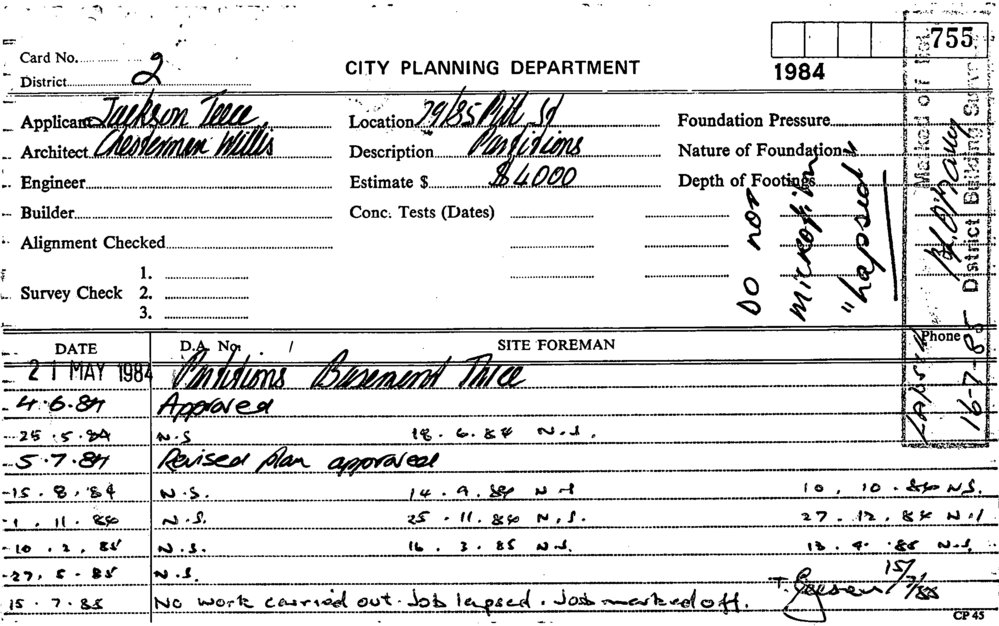 755
Card No. 2
CITY PLANNING DEPARTMENT
1984
District
Applicant Jackson Teece
Location 79/85 Pitt St
Foundation Pressure
Architect Chesterman Willis
Description Partitions
Nature of Foundation
Engineer
Estimate $ $4000
Depth of Footings
Builder
Conc. Tests (Dates)
Alignment Checked
1.
Survey Check 2.
3.
Do not
microfilm
"Lapsed"
Marked off list
District Building Surv
Lapsed 16-7-85
DATE
D.A. No. /
SITE FOREMAN
Phone
21 MAY 1984 Partitions Basement Three
4.6.84 Approved
25.5.84 N.S 18.6.84 N.S.
5.7.84 Revised plan approved
15.8.84 N.S. 14.9.84 N S 10.10.84 N.S.
1.11.84 N.S. 25.11.84 N.S. 27.12.84 N.S
10.2.85 N.S. 16.3.85 N.S. 13.4.85 N.S.
27.5.85 N.S.
15.7.85 No work carried out. Job lapsed. Job marked off. 15/7/85
CP 45